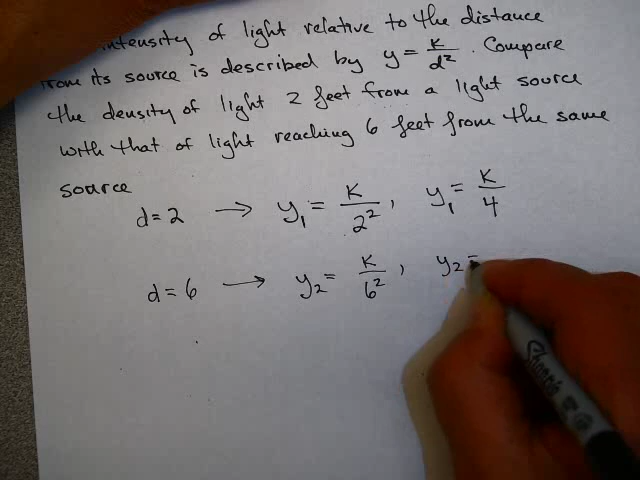 intensity of light relative to the distance
from its source is described by y = K/d². Compare
the density of light 2 feet from a light source
with that of light reaching 6 feet from the same
source
d = 2 → y₁ = K/2², y₁ = K/4
d = 6 → y₂ = K/6², y₂ =
Sharpie